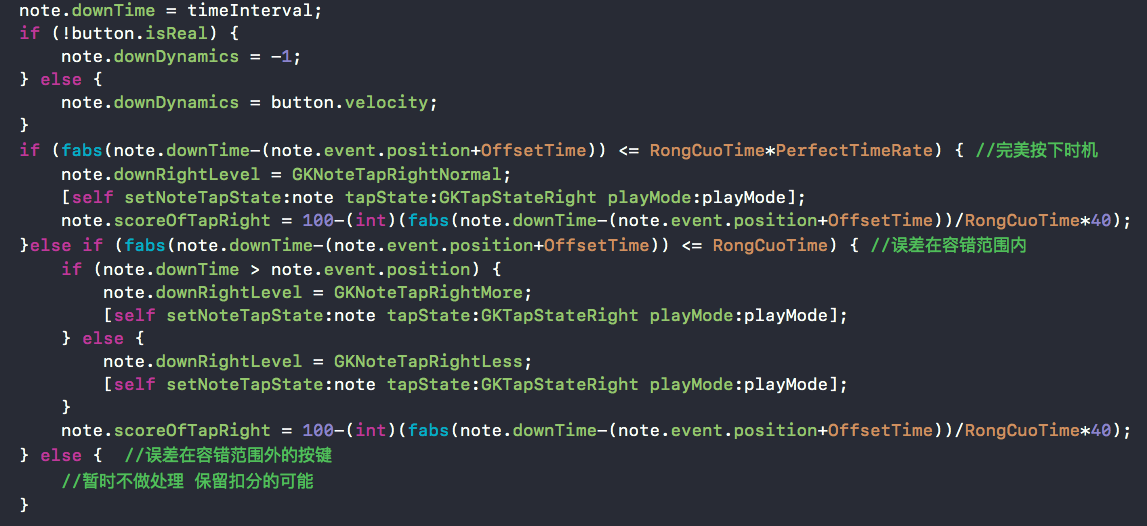 note.downTime = timeInterval;
if (!button.isReal) {
    note.downDynamics = -1;
} else {
    note.downDynamics = button.velocity;
}
if (fabs(note.downTime-(note.event.position+OffsetTime)) <= RongCuoTime*PerfectTimeRate) { //完美按下时机
    note.downRightLevel = GKNoteTapRightNormal;
    [self setNoteTapState:note tapState:GKTapStateRight playMode:playMode];
    note.scoreOfTapRight = 100-(int)(fabs(note.downTime-(note.event.position+OffsetTime))/RongCuoTime*40);
}else if (fabs(note.downTime-(note.event.position+OffsetTime)) <= RongCuoTime) { //误差在容错范围内
    if (note.downTime > note.event.position) {
        note.downRightLevel = GKNoteTapRightMore;
        [self setNoteTapState:note tapState:GKTapStateRight playMode:playMode];
    } else {
        note.downRightLevel = GKNoteTapRightLess;
        [self setNoteTapState:note tapState:GKTapStateRight playMode:playMode];
    }
    note.scoreOfTapRight = 100-(int)(fabs(note.downTime-(note.event.position+OffsetTime))/RongCuoTime*40);
} else {  //误差在容错范围外的按键
    //暂时不做处理 保留扣分的可能
}